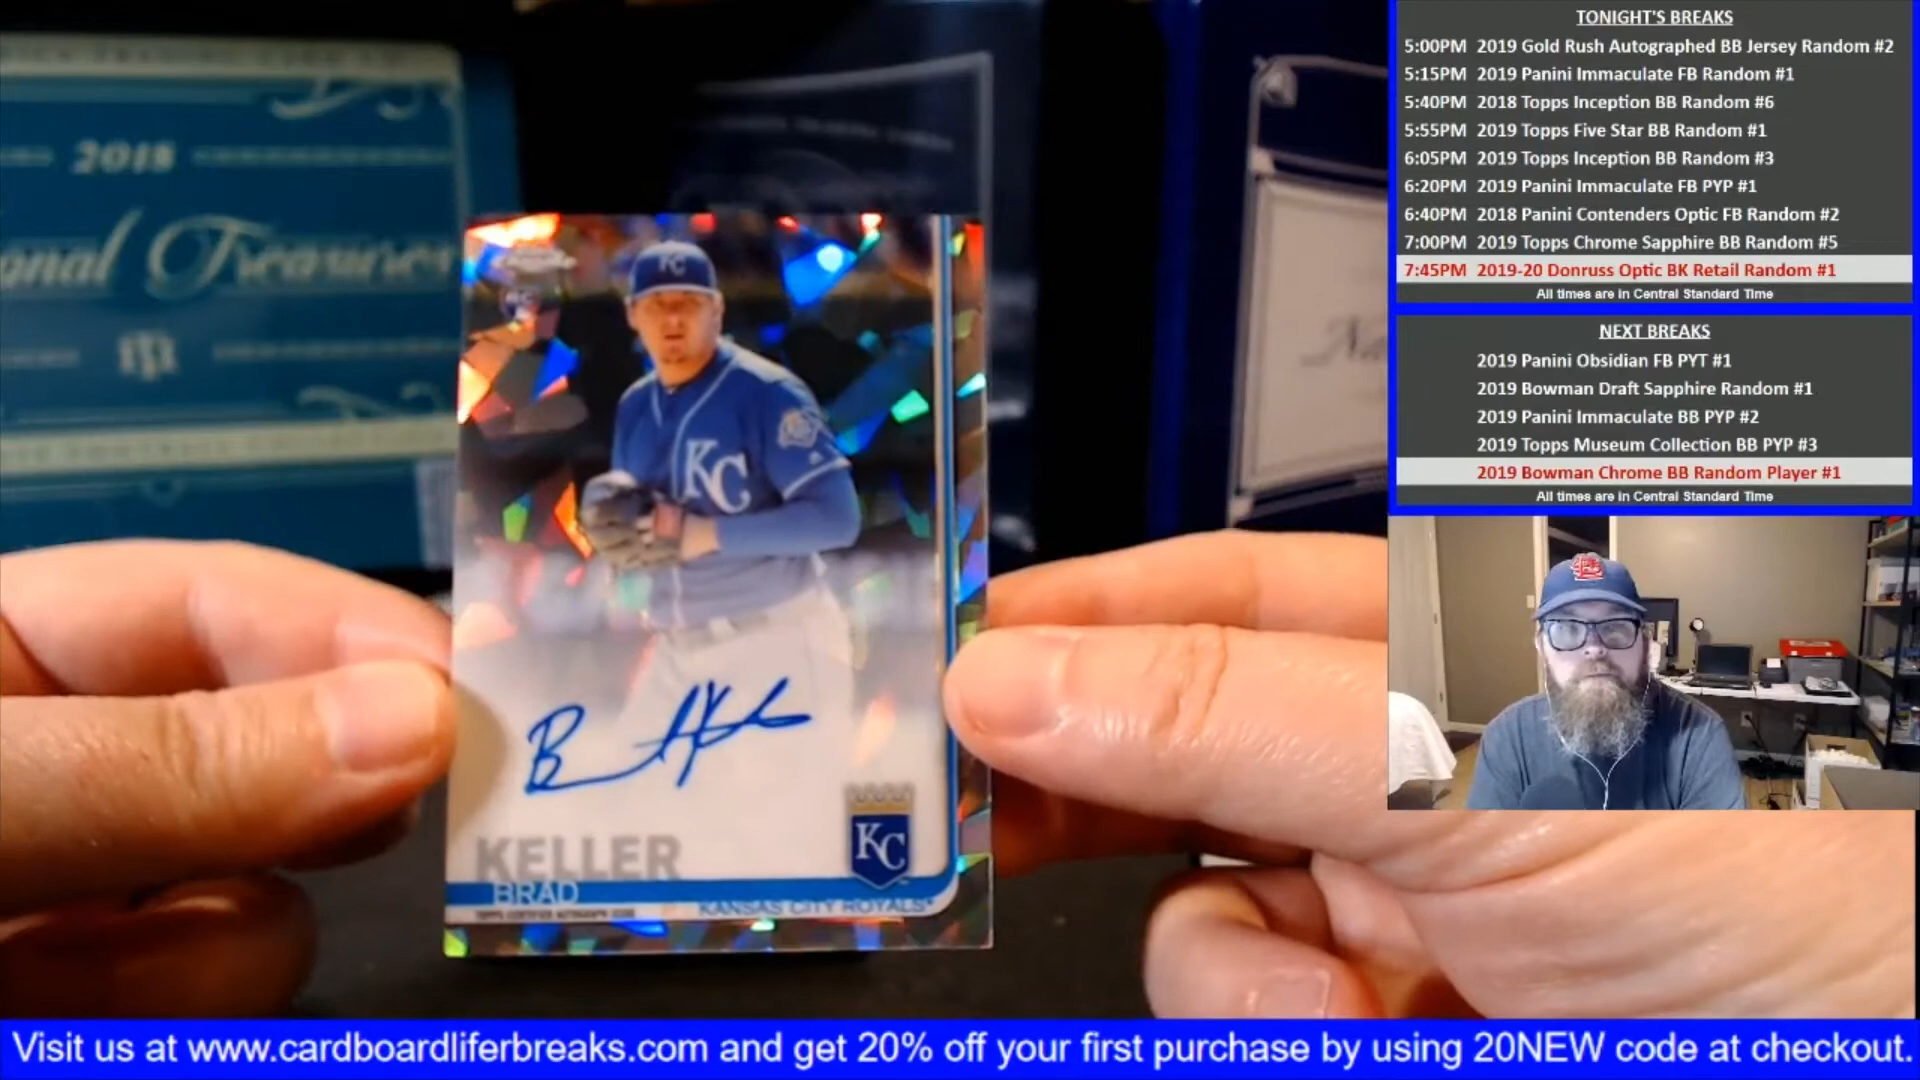 TONIGHT'S BREAKS
5:00PM 2019 Gold Rush Autographed BB Jersey Random #2
5:15PM 2019 Panini Immaculate FB Random #1
5:40PM 2018 Topps Inception BB Random #6
5:55PM 2019 Topps Five Star BB Random #1
6:05PM 2019 Topps Inception BB Random #3
6:20PM 2019 Panini Immaculate FB PYP #1
6:40PM 2018 Panini Contenders Optic FB Random #2
7:00PM 2019 Topps Chrome Sapphire BB Random #5
7:45PM 2019-20 Donruss Optic BK Retail Random #1
All times are in Central Standard Time
NEXT BREAKS
2019 Panini Obsidian FB PYT #1
2019 Bowman Draft Sapphire Random #1
2019 Panini Immaculate BB PYP #2
2019 Topps Museum Collection BB PYP #3
2019 Bowman Chrome BB Random Player #1
All times are in Central Standard Time
2018
onal Treasures
KC
KC
KC
KELLER
BRAD
TOPPS CERTIFIED AUTOGRAPH ISSUE
KANSAS CITY ROYALS
Visit us at www.cardboardliferbreaks.com and get 20% off your first purchase by using 20NEW code at checkout.